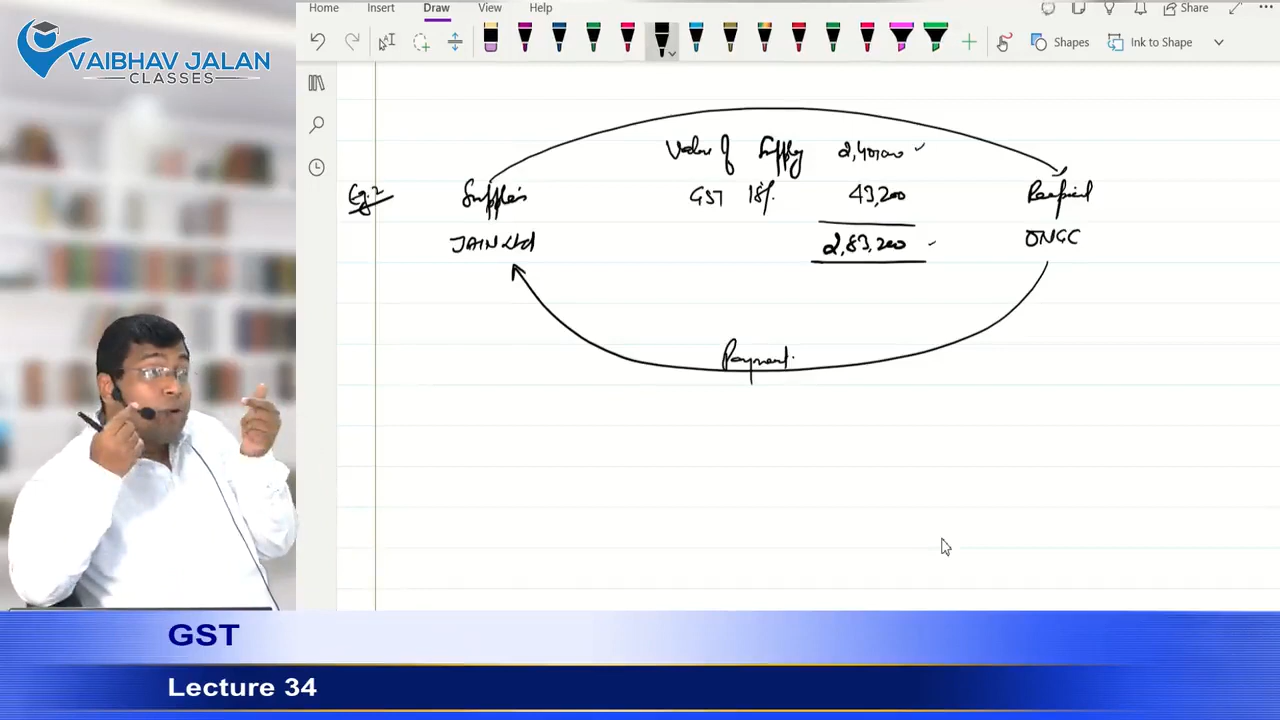 Home Insert Draw View Help
Share
Shapes Ink to Shape
VAIBHAV JALAN
CLASSES
Value of Supply 2,40,000
Eg: 2 Supplier GST 18% 43,200 Recipient
JAIN Ltd 2,83,200 ONGC
Payment
GST
Lecture 34